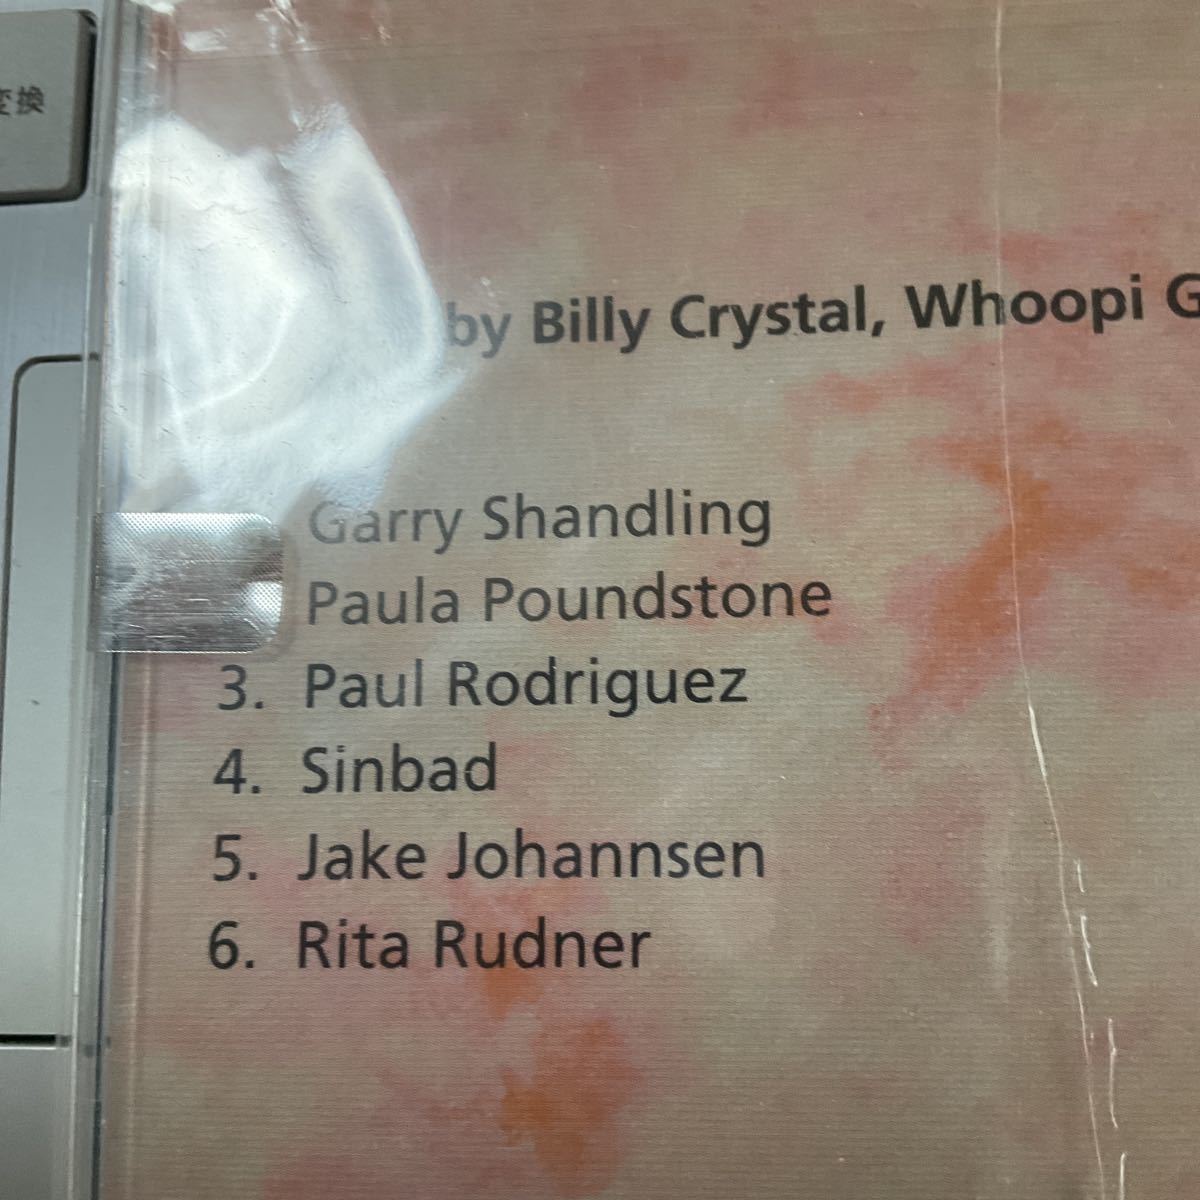 変換
by Billy Crystal, Whoopi G
Garry Shandling
Paula Poundstone
3. Paul Rodriguez
4. Sinbad
5. Jake Johannsen
6. Rita Rudner